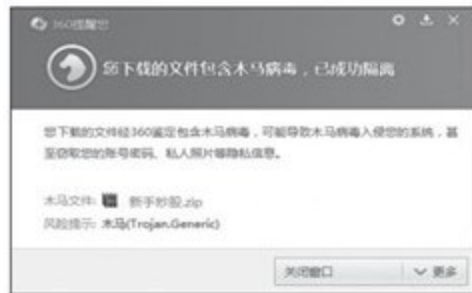 360提醒您
您下载的文件包含木马病毒，已成功隔离
您下载的文件经360鉴定包含木马病毒，可能导致木马病毒入侵您的系统，甚
至窃取您的账号密码、私人照片等隐私信息。
木马文件: 新手炒股.zip
风险提示: 木马(Trojan.Generic)
关闭窗口
更多